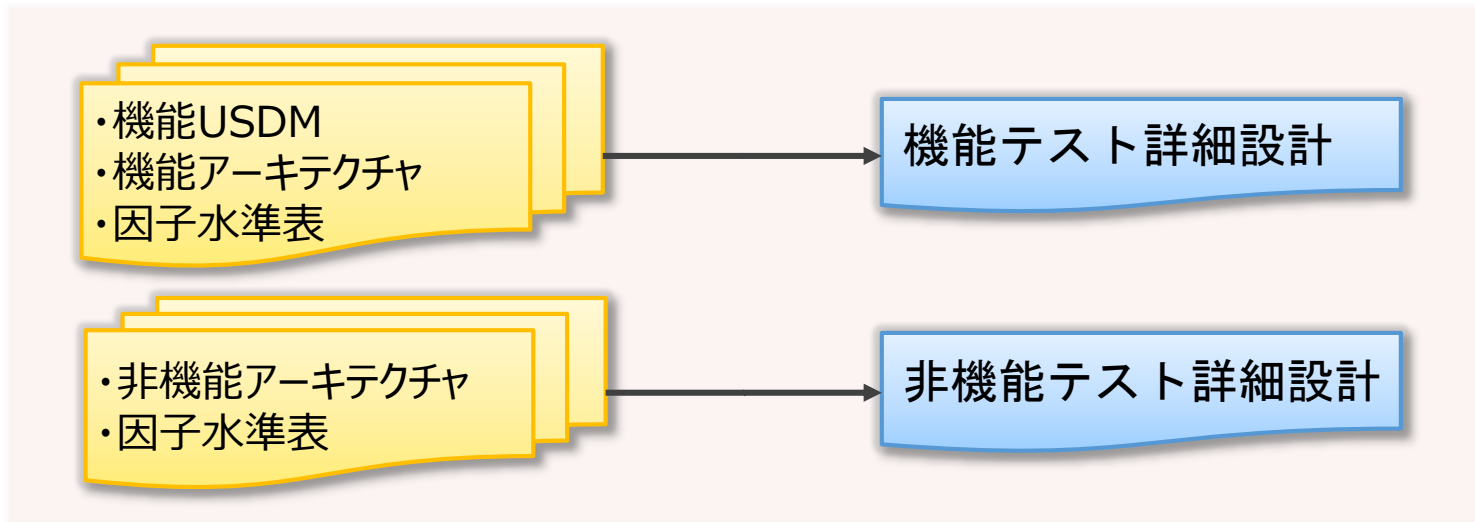 ・機能USDM
・機能アーキテクチャ
・因子水準表
機能テスト詳細設計
・非機能アーキテクチャ
・因子水準表
非機能テスト詳細設計